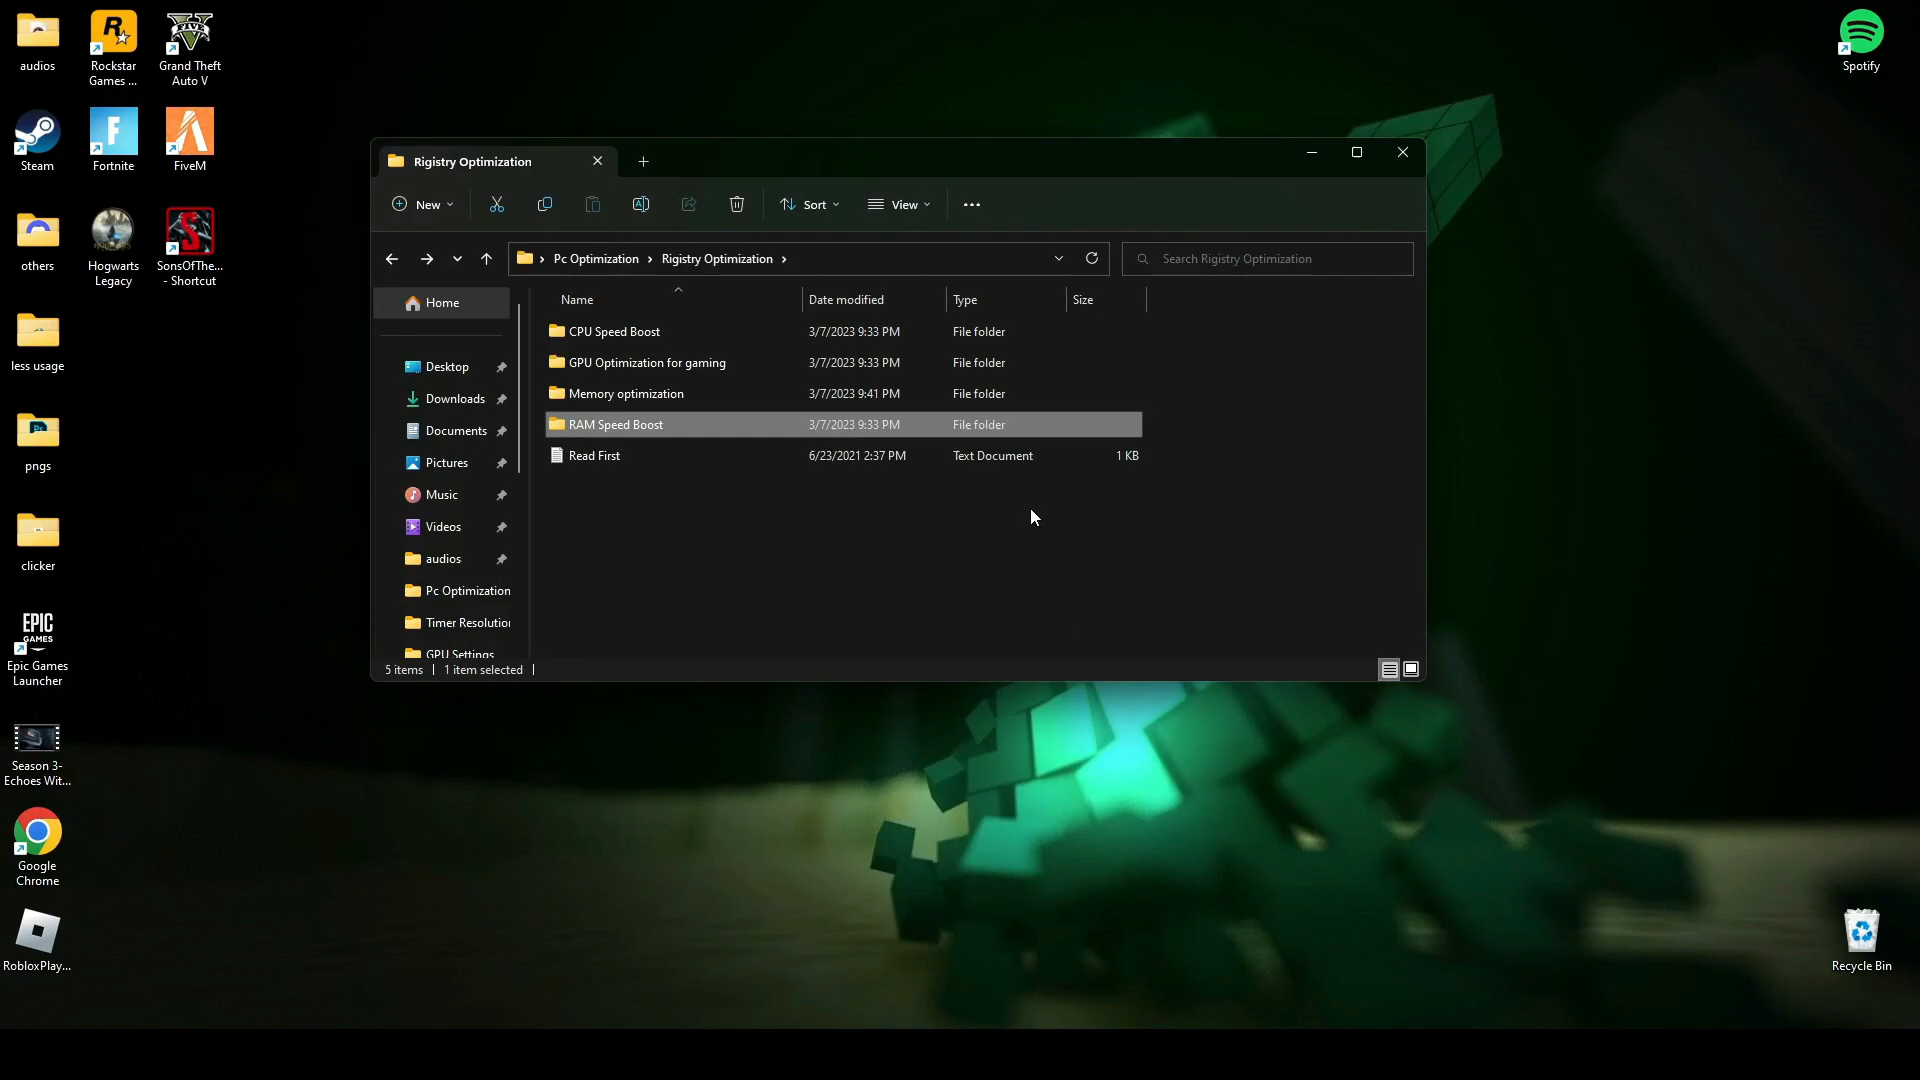 audios
Rockstar
Games ...
Grand Theft
Auto V
Spotify
Steam
Fortnite
FiveM
others
Hogwarts
Legacy
SonsOfThe...
- Shortcut
less usage
pngs
clicker
EPIC
GAMES
Epic Games
Launcher
Season 3-
Echoes Wit...
Google
Chrome
RobloxPlay...
Recycle Bin
Rigistry Optimization
New
Sort
View
Pc Optimization
Rigistry Optimization
Search Rigistry Optimization
Home
Desktop
Downloads
Documents
Pictures
Music
Videos
audios
Pc Optimization
Timer Resolution
GPU Settings
Name Date modified Type Size
CPU Speed Boost 3/7/2023 9:33 PM File folder
GPU Optimization for gaming 3/7/2023 9:33 PM File folder
Memory optimization 3/7/2023 9:41 PM File folder
RAM Speed Boost 3/7/2023 9:33 PM File folder
Read First 6/23/2021 2:37 PM Text Document 1 KB
5 items 1 item selected